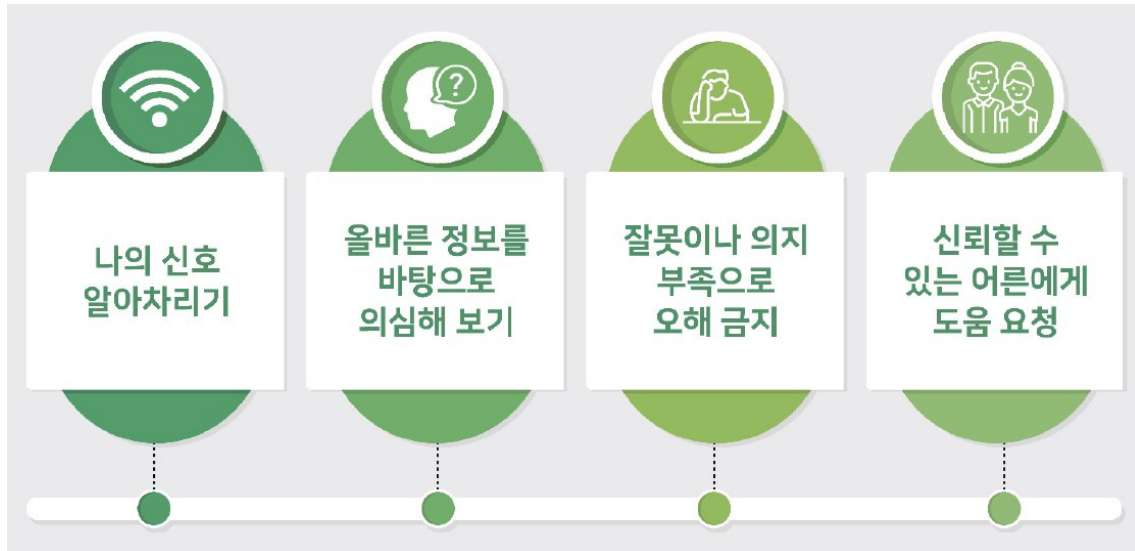 ?
나의 신호
알아차리기
올바른 정보를
바탕으로
의심해 보기
잘못이나 의지
부족으로
오해 금지
신뢰할 수
있는 어른에게
도움 요청